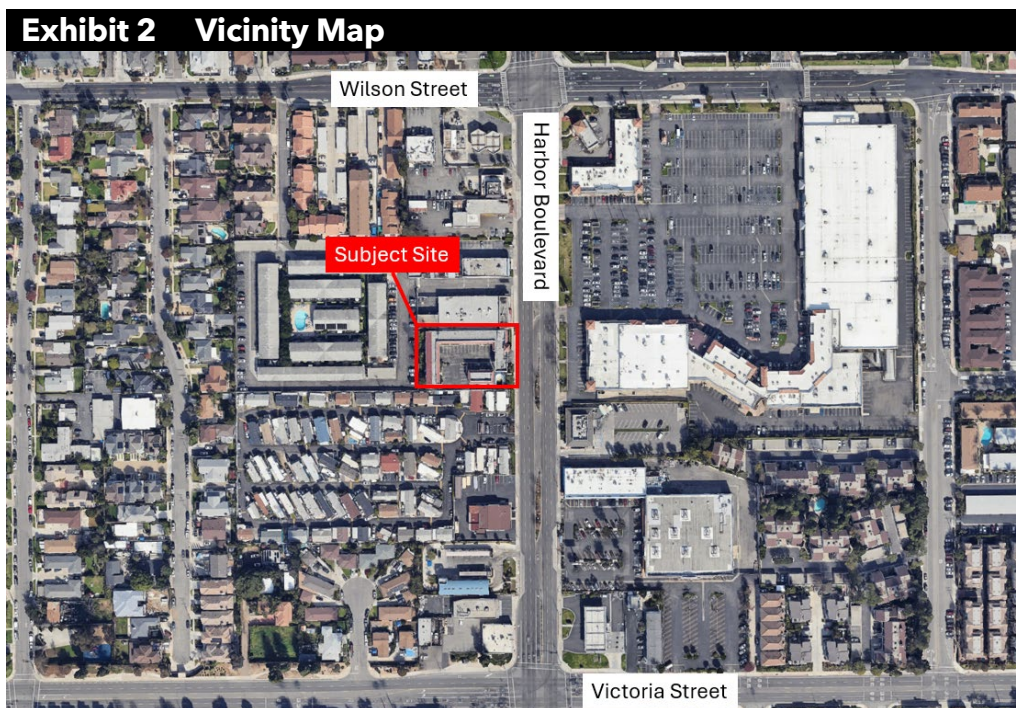 Exhibit 2 Vicinity Map
Wilson Street
Harbor Boulevard
Subject Site
Victoria Street